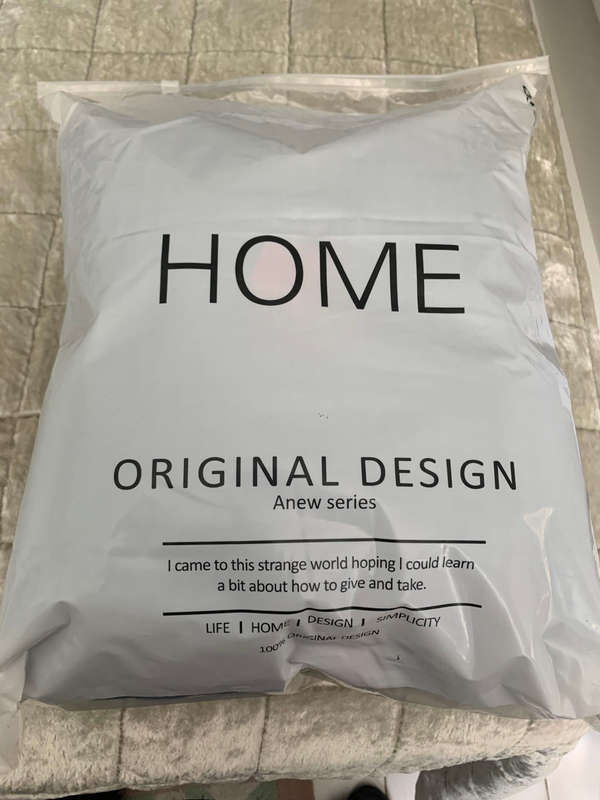 HOME
ORIGINAL DESIGN
Anew series
I came to this strange world hoping I could learn
a bit about how to give and take.
LIFE | HOME | DESIGN | SIMPLICITY
100% ORIGINAL DESIGN